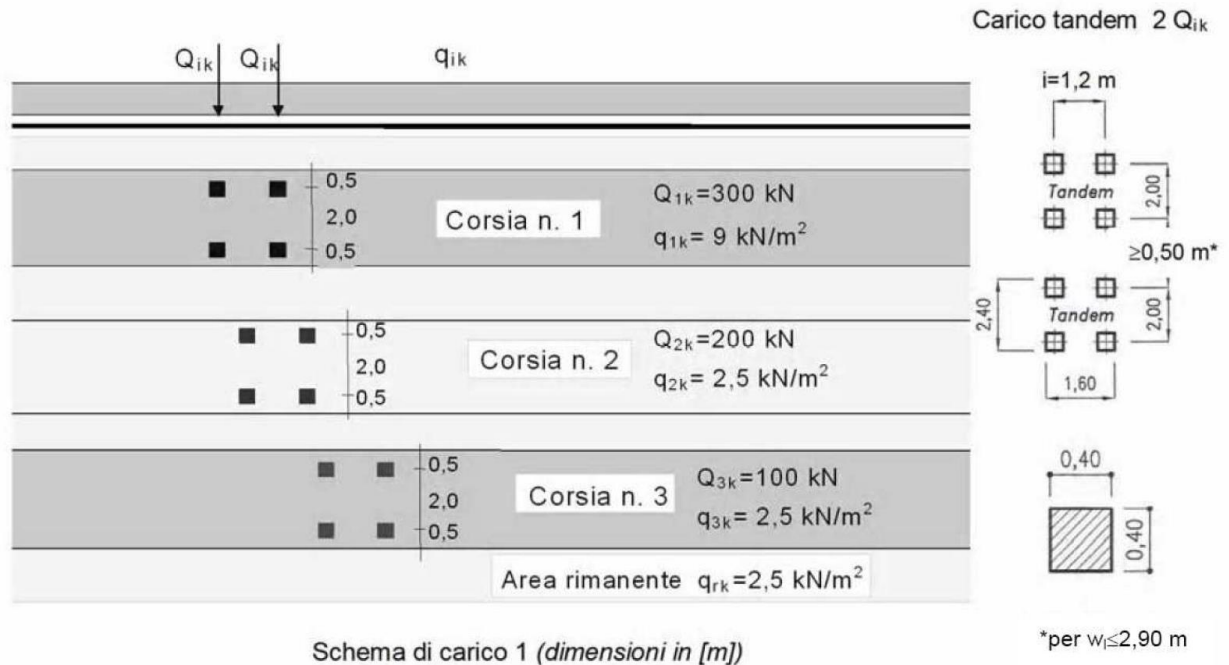 Carico tandem 2 Qik
Qik Qik qik
i=1,2 m
0,5
2,0
0,5
Corsia n. 1
Q1k=300 kN
q1k= 9 kN/m²
Tandem
2,00
≥0,50 m*
0,5
2,0
0,5
Corsia n. 2
Q2k=200 kN
q2k= 2,5 kN/m²
2,40
Tandem
2,00
1,60
0,5
2,0
0,5
Corsia n. 3
Q3k=100 kN
q3k= 2,5 kN/m²
0,40
0,40
Area rimanente qrk=2,5 kN/m²
Schema di carico 1 (dimensioni in [m])
*per wl≤2,90 m